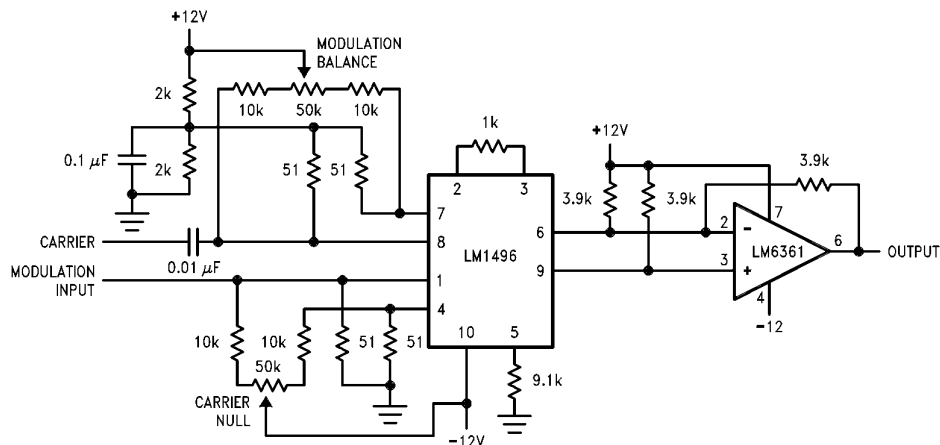 +12V
MODULATION
BALANCE
2k
10k
50k
10k
1k
+12V
0.1 µF
2k
51
51
2
3
3.9k
3.9k
3.9k
7
7
CARRIER
8
6
2
-
6
OUTPUT
0.01 µF
LM1496
LM6361
MODULATION
INPUT
1
9
3
+
4
4
-12
10k
10k
51
51
10
5
50k
9.1k
CARRIER
NULL
-12V